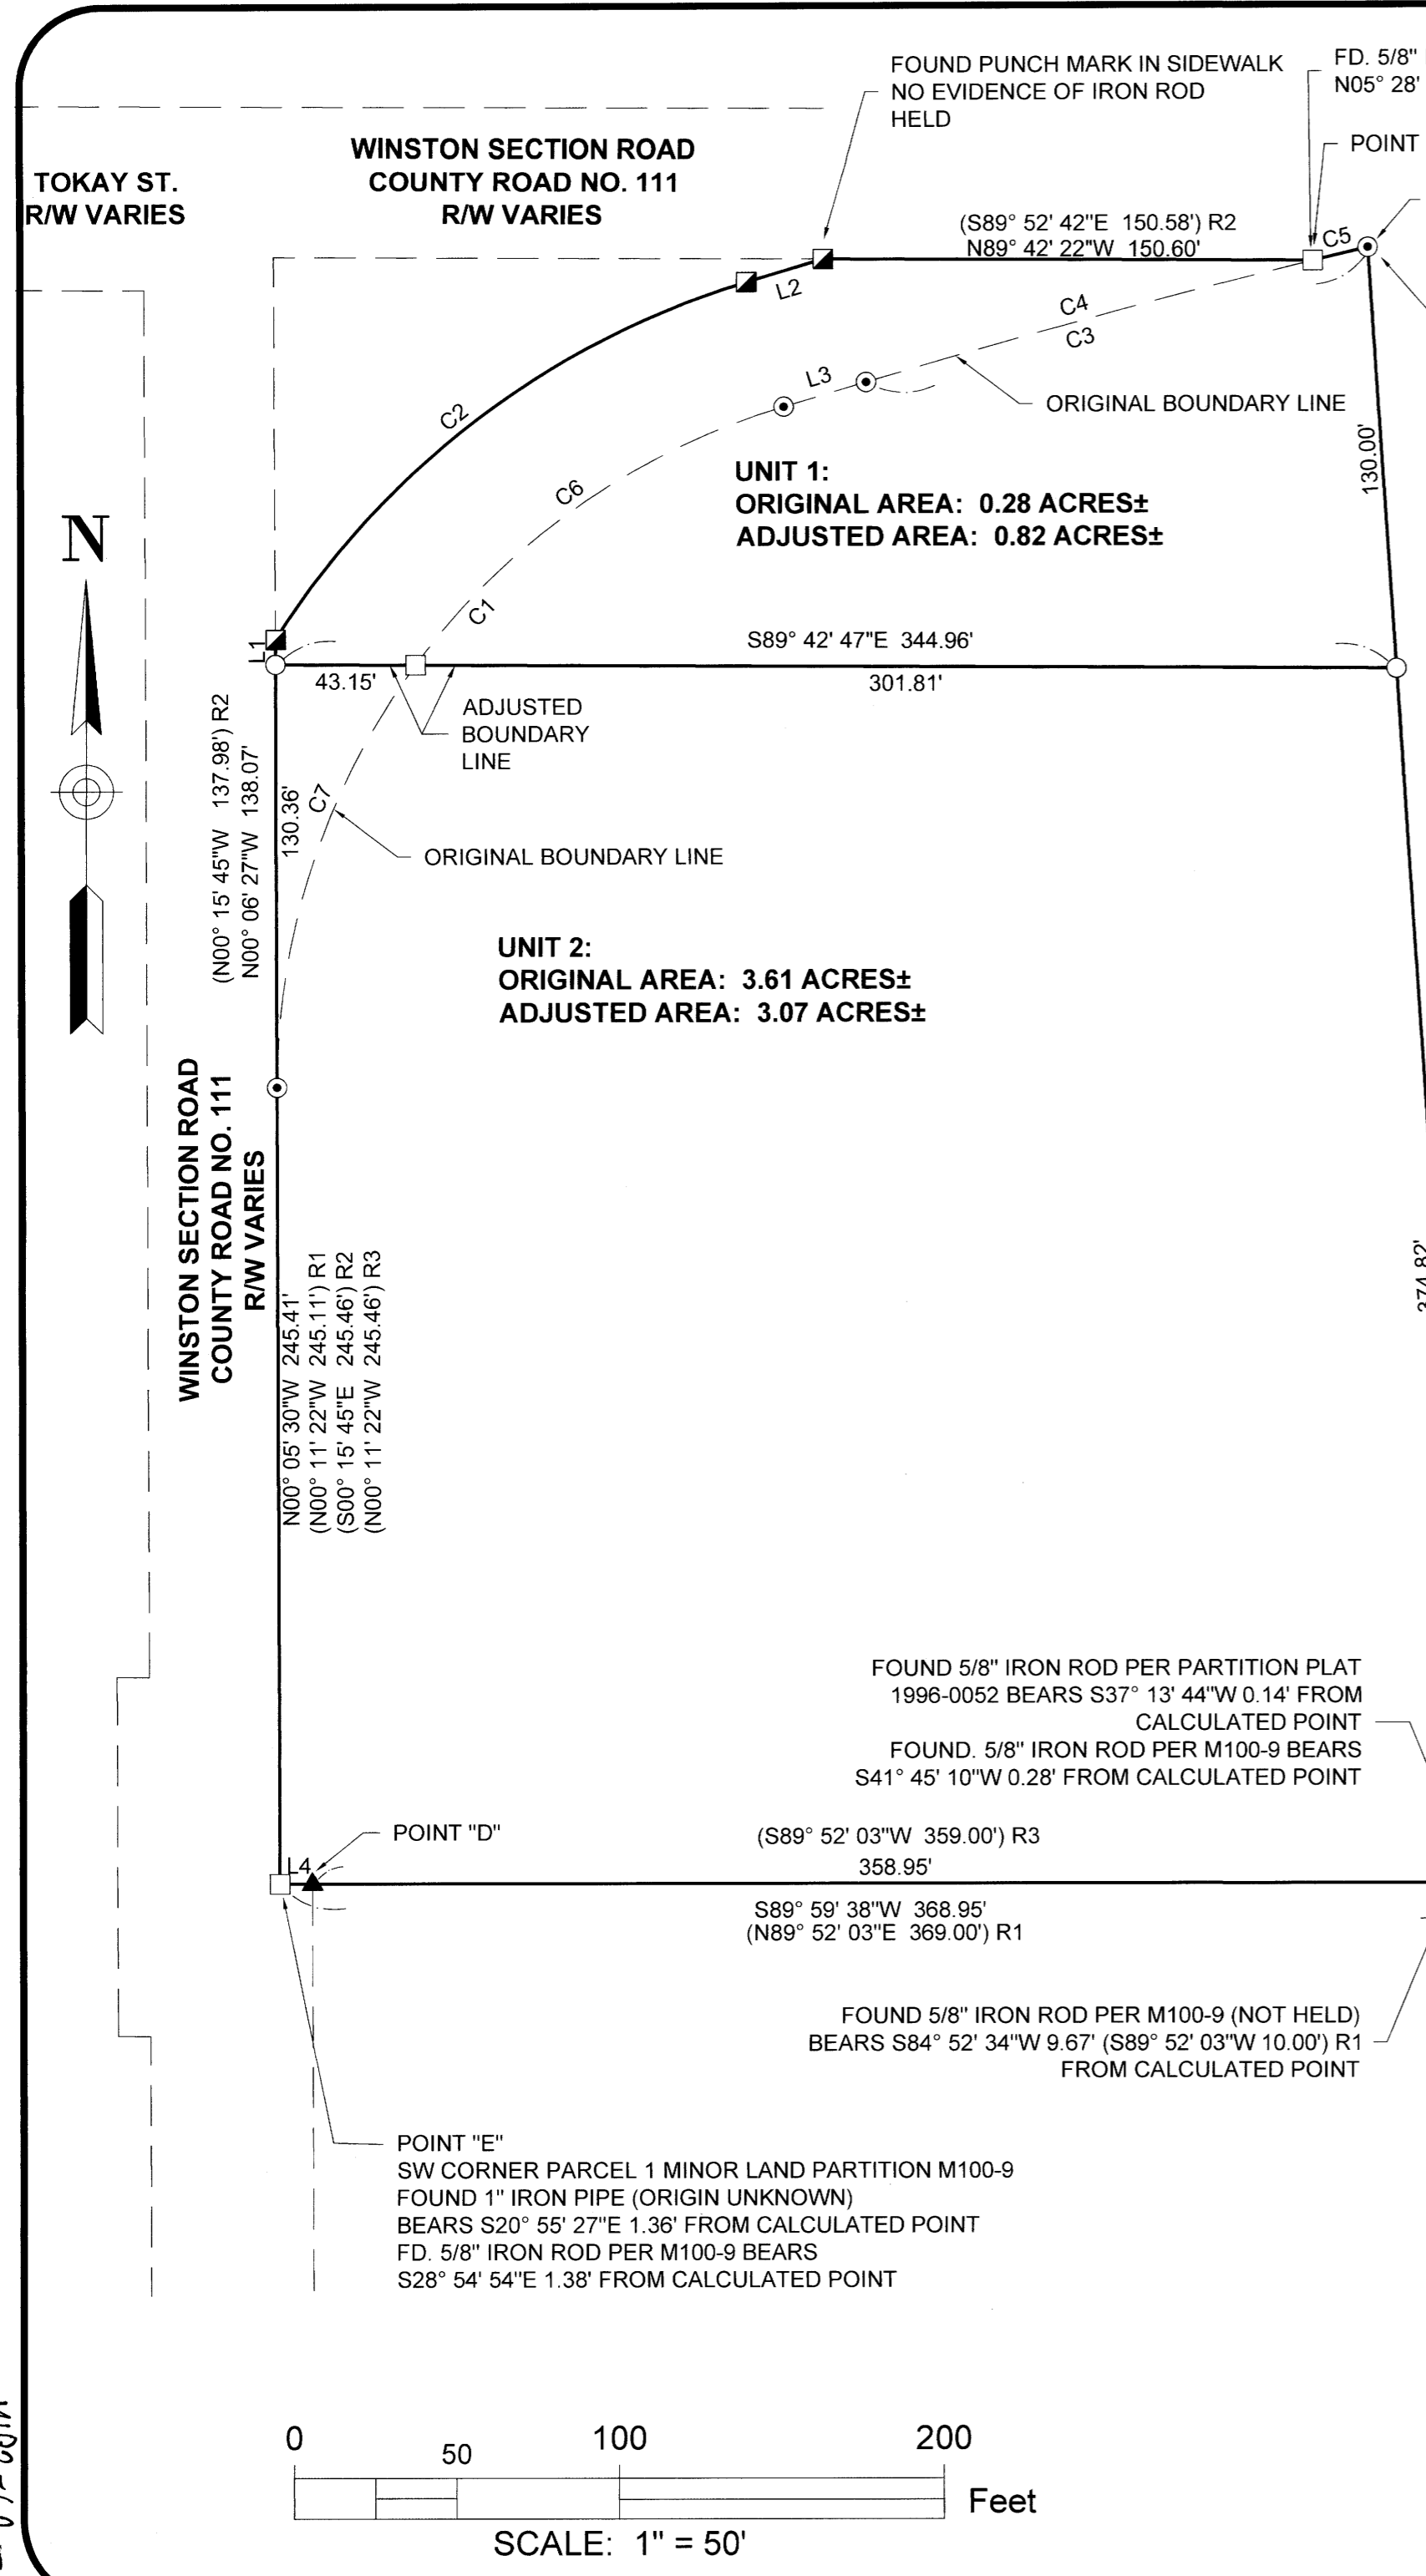 FOUND PUNCH MARK IN SIDEWALK
NO EVIDENCE OF IRON ROD
HELD
FD. 5/8"
N05° 28'
POINT
WINSTON SECTION ROAD
COUNTY ROAD NO. 111
R/W VARIES
TOKAY ST.
R/W VARIES
(S89° 52' 42"E 150.58') R2
N89° 42' 22"W 150.60'
C5
L2
C4
C3
L3
ORIGINAL BOUNDARY LINE
C2
130.00'
C6
UNIT 1:
ORIGINAL AREA: 0.28 ACRES±
ADJUSTED AREA: 0.82 ACRES±
N
C1
L1
S89° 42' 47"E 344.96'
43.15'
301.81'
ADJUSTED
BOUNDARY
LINE
(N00° 15' 45"W 137.98') R2
N00° 06' 27"W 138.07'
130.36'
C7
ORIGINAL BOUNDARY LINE
UNIT 2:
ORIGINAL AREA: 3.61 ACRES±
ADJUSTED AREA: 3.07 ACRES±
WINSTON SECTION ROAD
COUNTY ROAD NO. 111
R/W VARIES
N00° 05' 30"W 245.41'
(N00° 11' 22"W 245.11') R1
(S00° 15' 45"E 245.46') R2
(N00° 11' 22"W 245.46') R3
374.82'
FOUND 5/8" IRON ROD PER PARTITION PLAT
1996-0052 BEARS S37° 13' 44"W 0.14' FROM
CALCULATED POINT
FOUND. 5/8" IRON ROD PER M100-9 BEARS
S41° 45' 10"W 0.28' FROM CALCULATED POINT
POINT "D"
(S89° 52' 03"W 359.00') R3
L4
358.95'
S89° 59' 38"W 368.95'
(N89° 52' 03"E 369.00') R1
FOUND 5/8" IRON ROD PER M100-9 (NOT HELD)
BEARS S84° 52' 34"W 9.67' (S89° 52' 03"W 10.00') R1
FROM CALCULATED POINT
POINT "E"
SW CORNER PARCEL 1 MINOR LAND PARTITION M100-9
FOUND 1" IRON PIPE (ORIGIN UNKNOWN)
BEARS S20° 55' 27"E 1.36' FROM CALCULATED POINT
FD. 5/8" IRON ROD PER M100-9 BEARS
S28° 54' 54"E 1.38' FROM CALCULATED POINT
0 50 100 200
Feet
SCALE: 1" = 50'